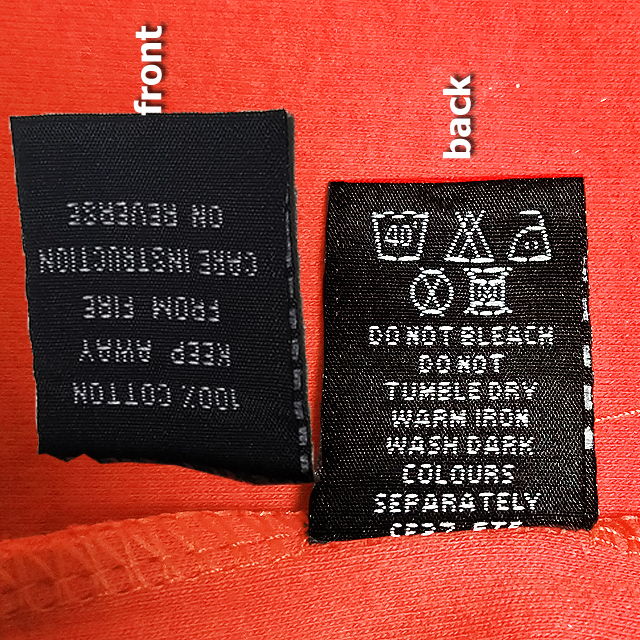 front
100% COTTON
KEEP AWAY
FROM FIRE
CARE INSTRUCTION
ON REVERSE
back
40
DO NOT BLEACH
DO NOT
TUMBLE DRY
WARM IRON
WASH DARK
COLOURS
SEPARATELY